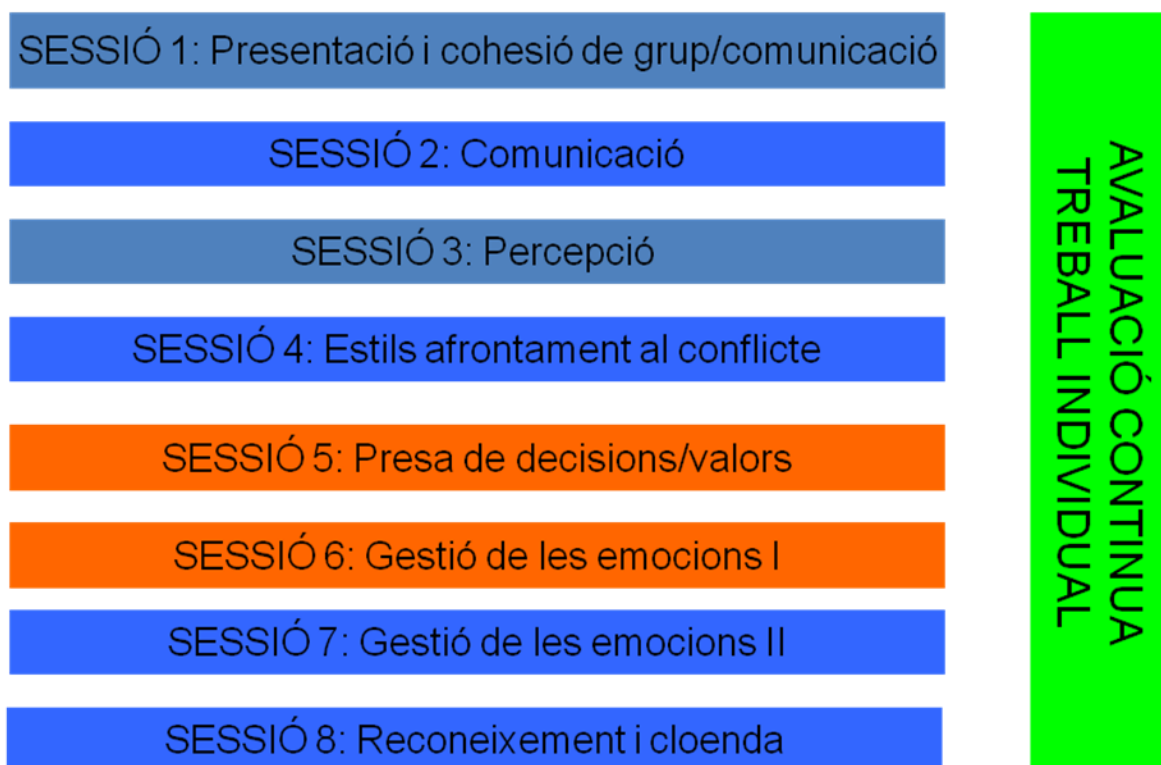 SESSIÓ 1: Presentació i cohesió de grup/comunicació
SESSIÓ 2: Comunicació
SESSIÓ 3: Percepció
SESSIÓ 4: Estils afrontament al conflicte
SESSIÓ 5: Presa de decisions/valors
SESSIÓ 6: Gestió de les emocions I
SESSIÓ 7: Gestió de les emocions II
SESSIÓ 8: Reconeixement i cloenda
AVALUACIÓ CONTINUA
TREBALL INDIVIDUAL